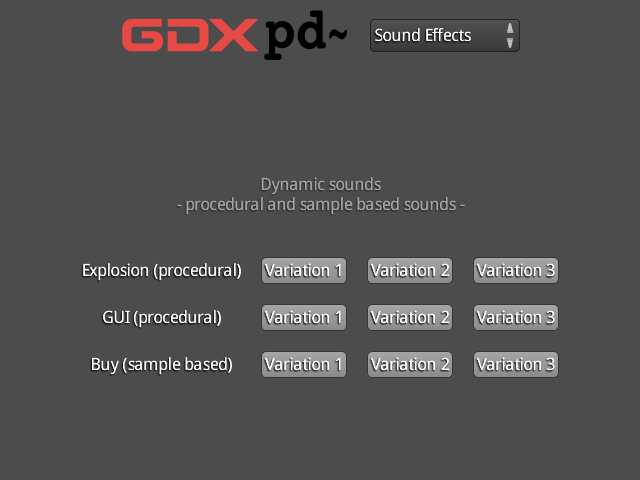 GDX pd~ Sound Effects
Dynamic sounds
- procedural and sample based sounds -
Explosion (procedural) Variation 1 Variation 2 Variation 3
GUI (procedural) Variation 1 Variation 2 Variation 3
Buy (sample based) Variation 1 Variation 2 Variation 3